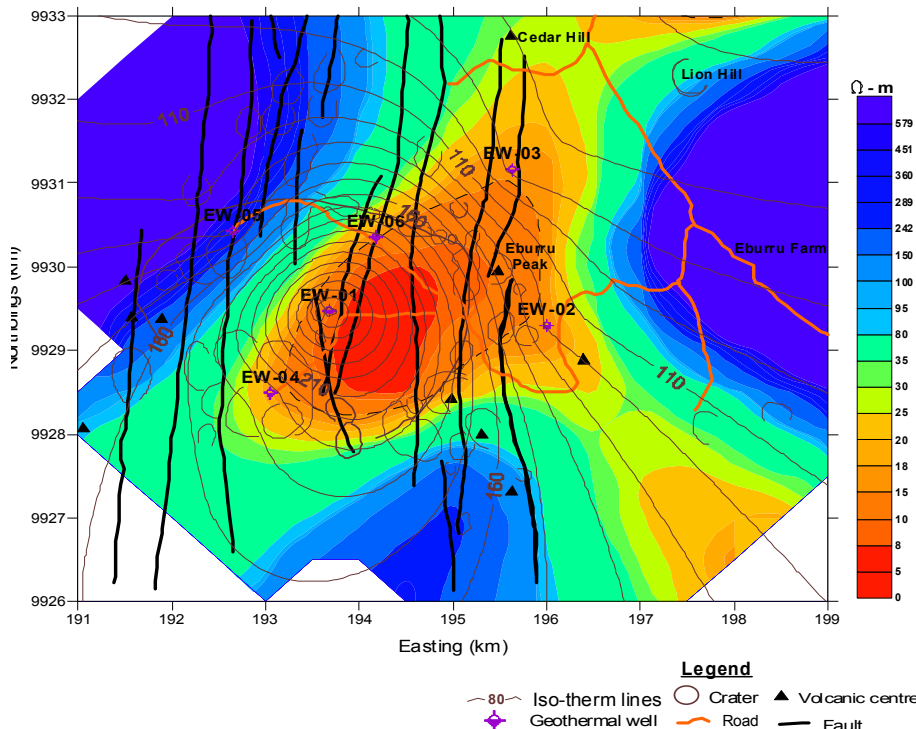 9933
9932
9931
9930
9929
9928
9927
9926
Northings (km)
191 192 193 194 195 196 197 198 199
Easting (km)
Cedar Hill
Lion Hill
110
110
EW-03
EW-05
EW-06
Eburru
Peak
Eburru Farm
EW-01
EW-02
160
EW-04
210
110
160
Ω - m
579
451
360
289
242
150
100
95
92
80
35
30
25
20
18
15
10
8
5
0
Legend
80 Iso-therm lines
Crater
Volcanic centre
Geothermal well
Road
Fault